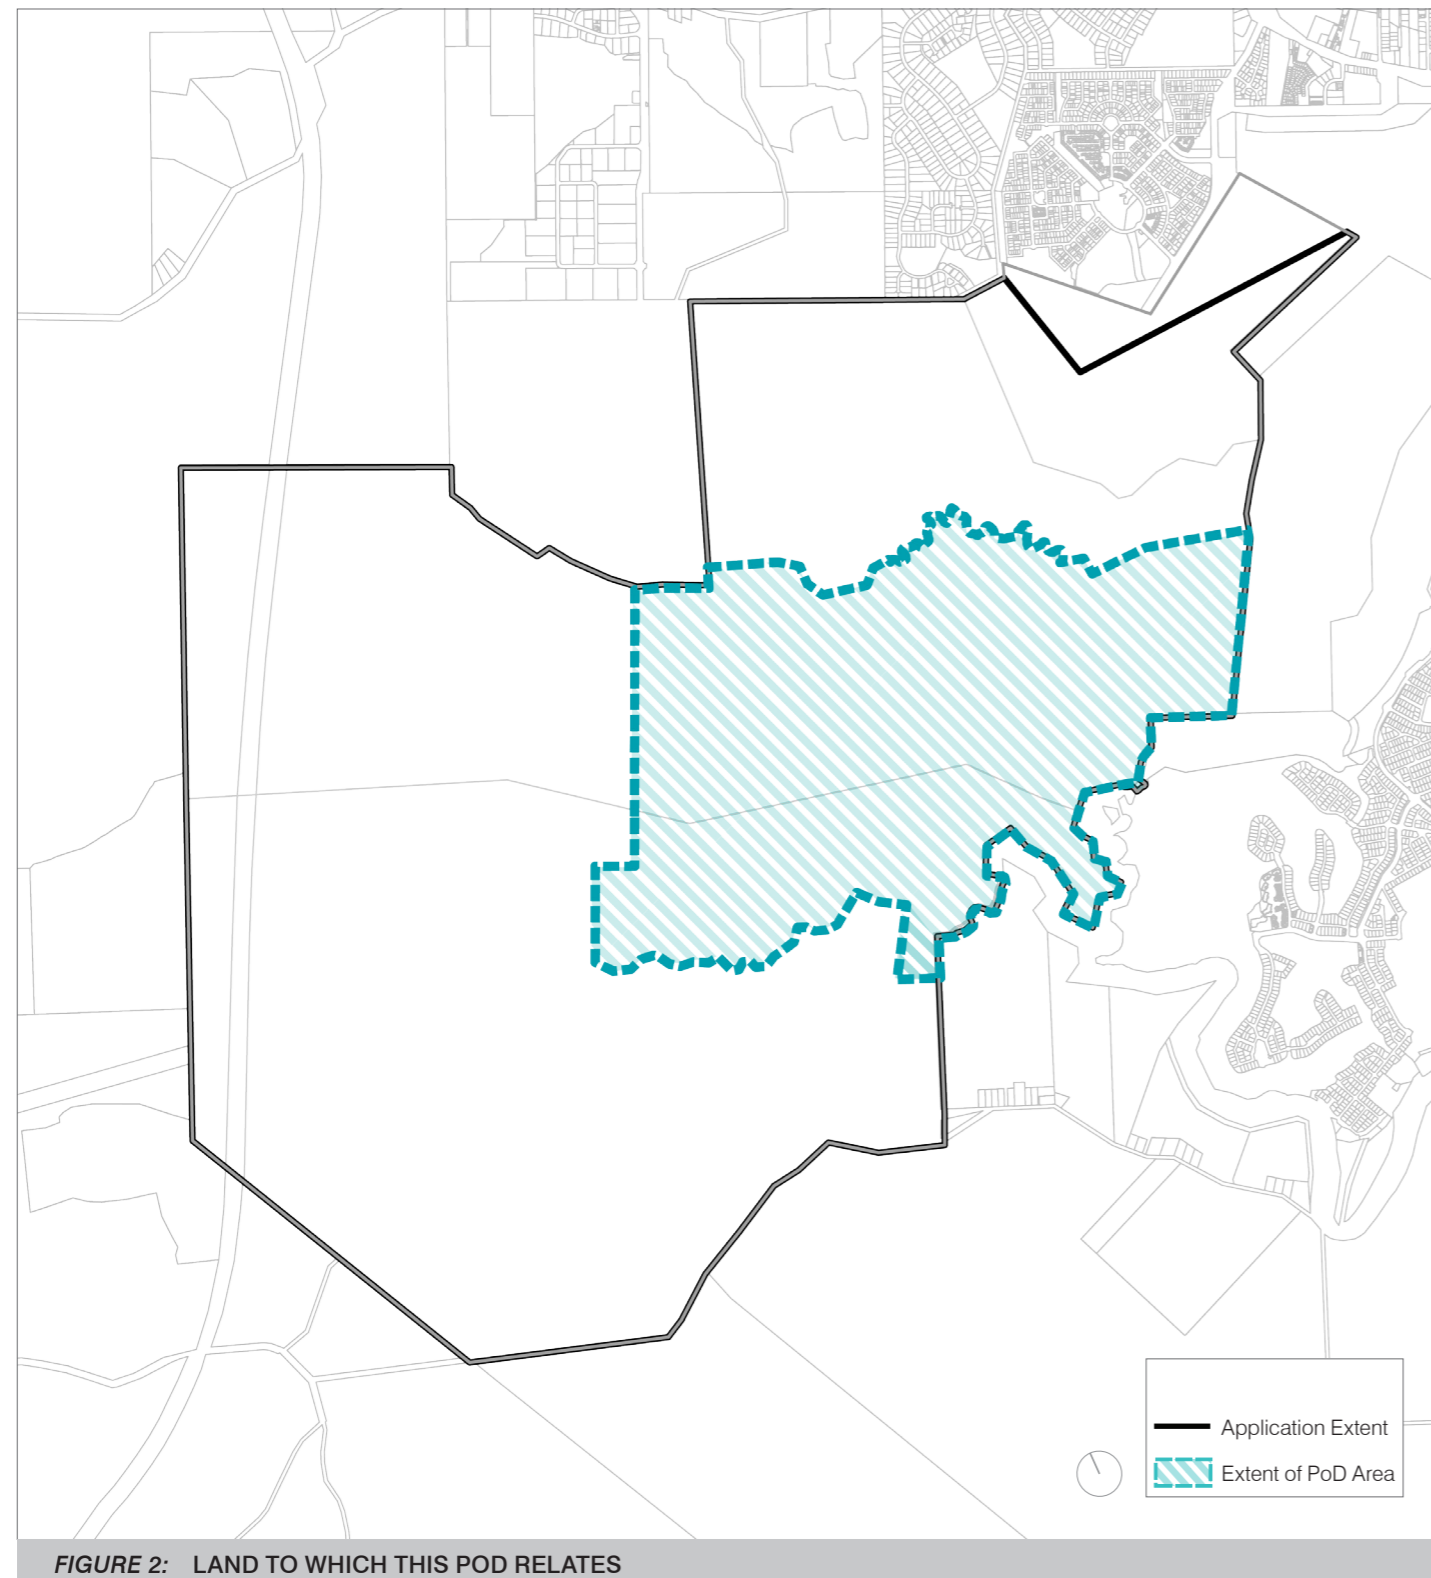 Application Extent
Extent of PoD Area
FIGURE 2: LAND TO WHICH THIS POD RELATES